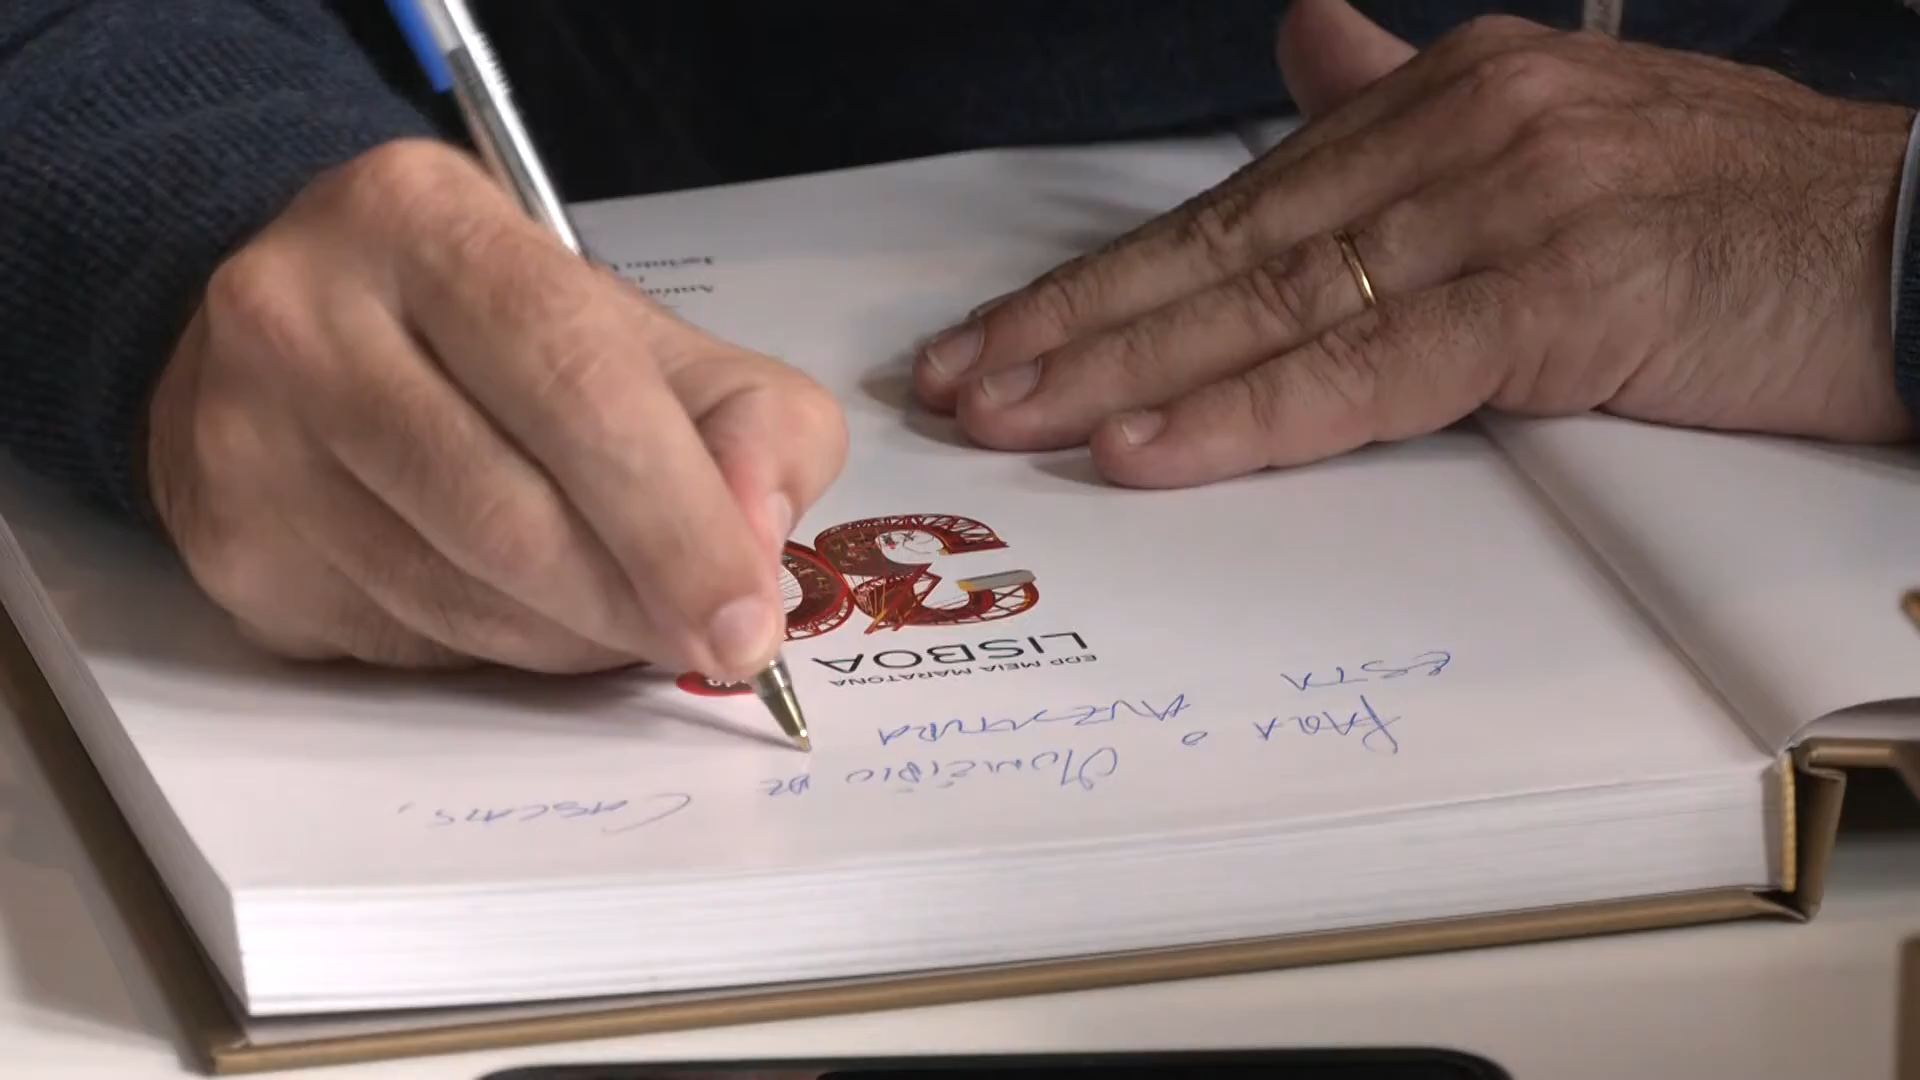 PARA o MUNICÍPIO DE CASCAIS,
ESTA AVENTURA
EDP MEIA MARATONA
LISBOA
30